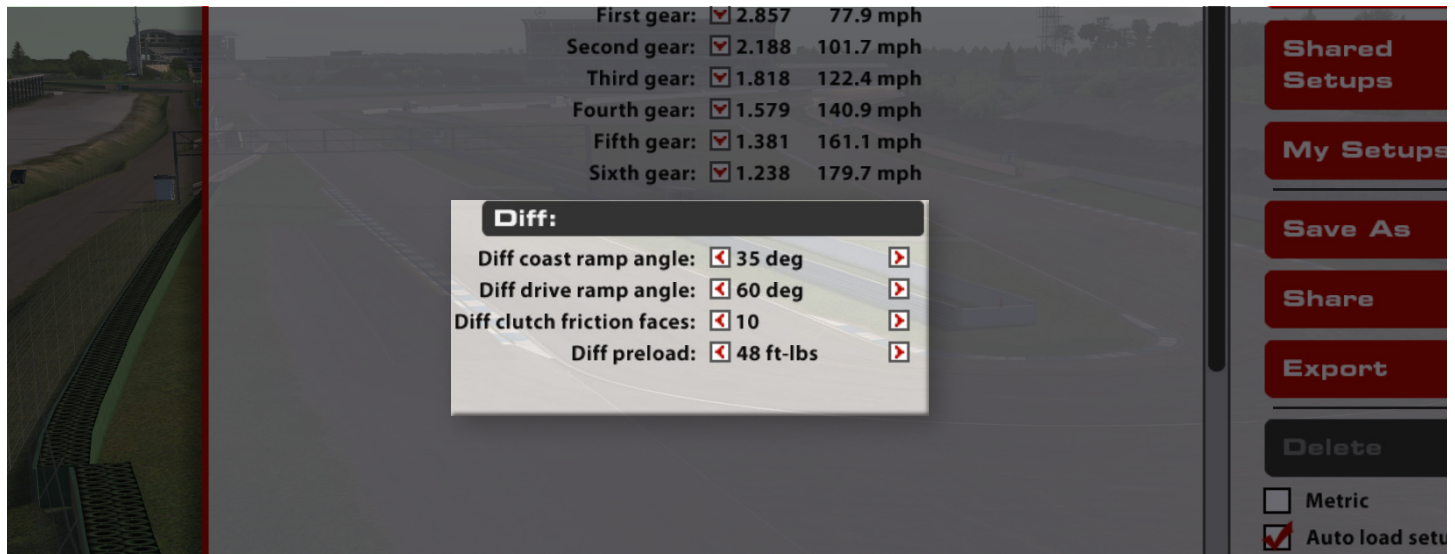 First gear: 2.857 77.9 mph
Second gear: 2.188 101.7 mph
Third gear: 1.818 122.4 mph
Fourth gear: 1.579 140.9 mph
Fifth gear: 1.381 161.1 mph
Sixth gear: 1.238 179.7 mph
Diff:
Diff coast ramp angle: 35 deg
Diff drive ramp angle: 60 deg
Diff clutch friction faces: 10
Diff preload: 48 ft-lbs
Shared
Setups
My Setups
Save As
Share
Export
Delete
Metric
Auto load setu